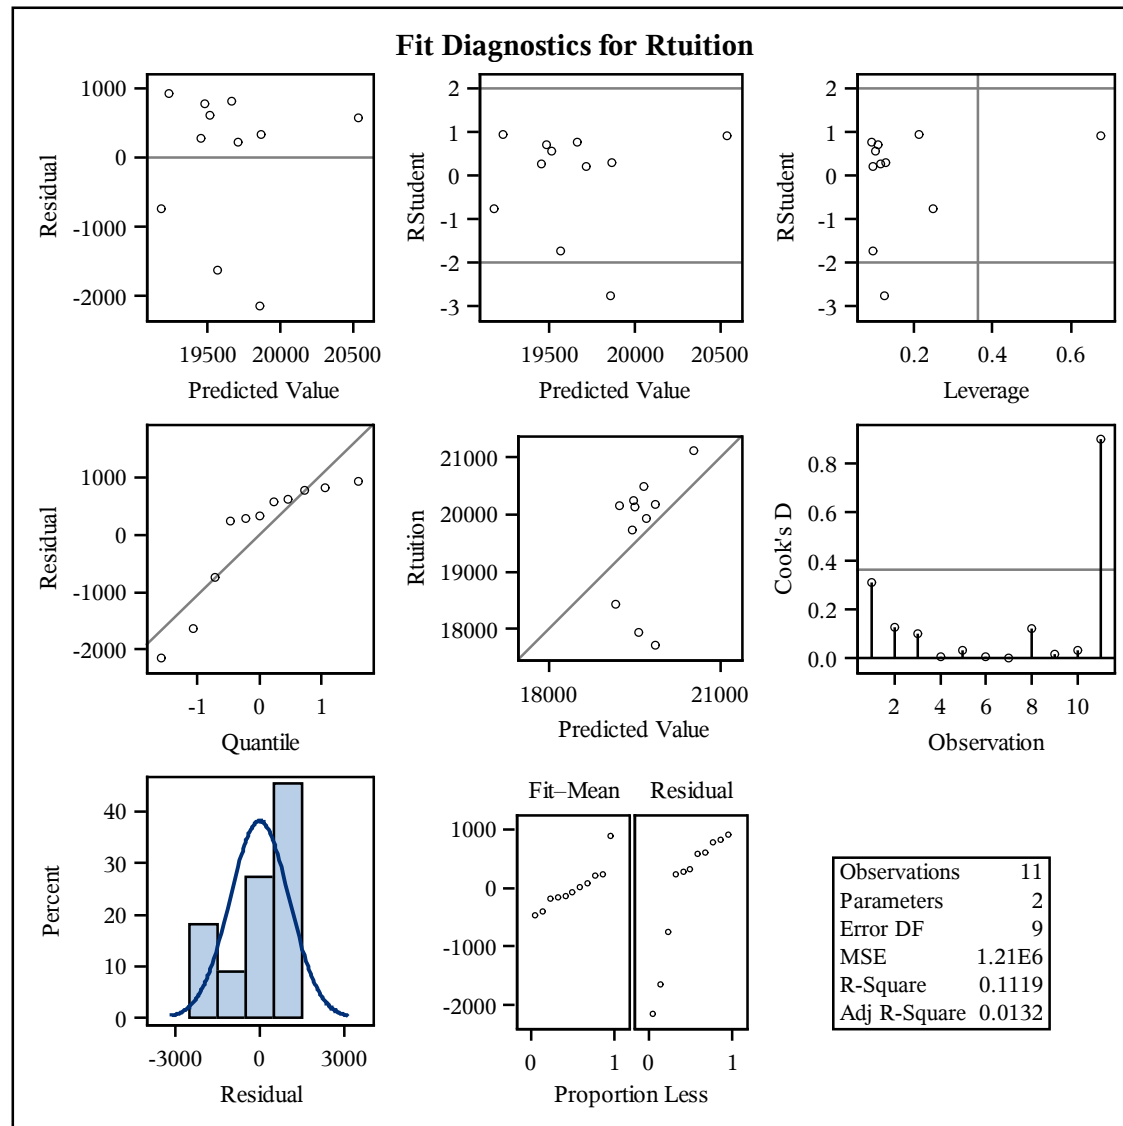 Fit Diagnostics for Rtuition
1000
0
-1000
-2000
Residual
19500 20000 20500
Predicted Value
2
1
0
-1
-2
-3
RStudent
19500 20000 20500
Predicted Value
2
1
0
-1
-2
-3
RStudent
0.2 0.4 0.6
Leverage
1000
0
-1000
-2000
Residual
-1 0 1
Quantile
21000
20000
19000
18000
Rtuition
18000 21000
Predicted Value
0.8
0.6
0.4
0.2
0.0
Cook's D
2 4 6 8 10
Observation
40
30
20
10
0
Percent
-3000 0 3000
Residual
Fit–Mean Residual
1000
0
-1000
-2000
0 1 0 1
Proportion Less
Observations 11
Parameters 2
Error DF 9
MSE 1.21E6
R-Square 0.1119
Adj R-Square 0.0132